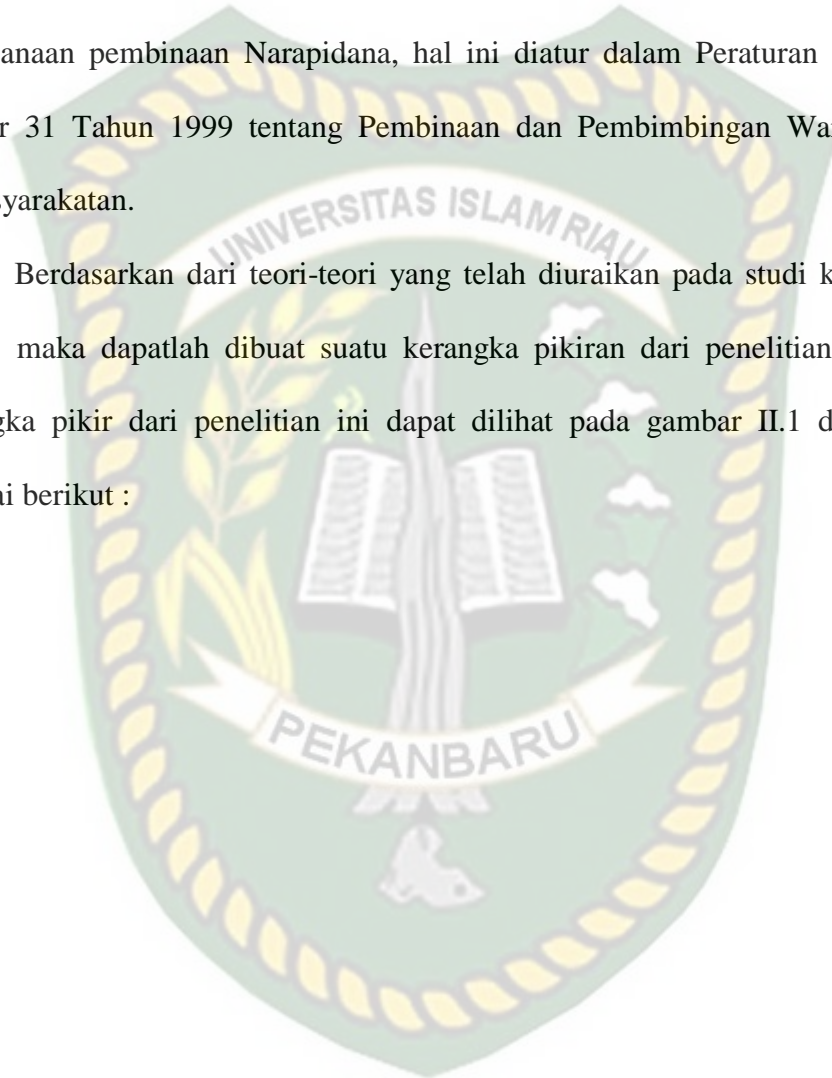 anaan pembinaan Narapidana, hal ini diatur dalam Peraturan
r 31 Tahun 1999 tentang Pembinaan dan Pembimbingan Wa
syarakatan.
UNIVERSITAS ISLAM RIAU
Berdasarkan dari teori-teori yang telah diuraikan pada studi k
maka dapatlah dibuat suatu kerangka pikiran dari penelitian
gka pikir dari penelitian ini dapat dilihat pada gambar II.1 d
ai berikut :
PEKANBARU